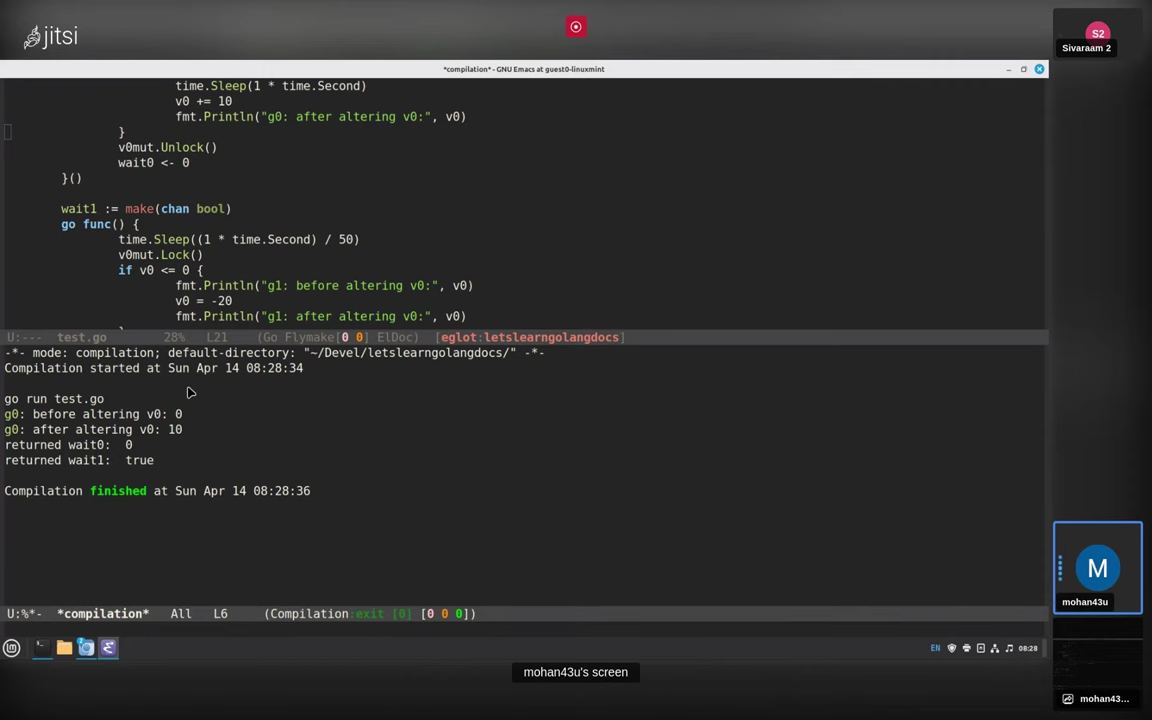 jitsi
S2
Sivaraam 2
*compilation* - GNU Emacs at guest0-linuxmint
time.Sleep(1 * time.Second)
v0 += 10
fmt.Println("g0: after altering v0:", v0)
}
v0mut.Unlock()
wait0 <- 0
}()
wait1 := make(chan bool)
go func() {
time.Sleep((1 * time.Second) / 50)
v0mut.Lock()
if v0 <= 0 {
fmt.Println("g1: before altering v0:", v0)
v0 = -20
fmt.Println("g1: after altering v0:", v0)
U:--- test.go 28% L21 (Go Flymake[0 0] ElDoc) [eglot:letslearngolangdocs]
-*- mode: compilation; default-directory: "~/Devel/letslearngolangdocs/" -*-
Compilation started at Sun Apr 14 08:28:34
go run test.go
g0: before altering v0: 0
g0: after altering v0: 10
returned wait0: 0
returned wait1: true
Compilation finished at Sun Apr 14 08:28:36
U:%*- *compilation* All L6 (Compilation:exit [0] [0 0 0])
EN 08:28
mohan43u's screen
M
mohan43u
mohan43...